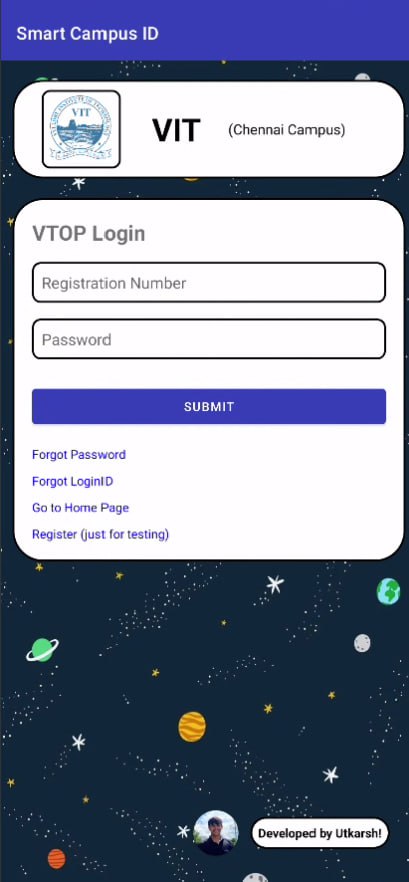 Smart Campus ID
VIT
VIT (Chennai Campus)
VTOP Login
Registration Number
Password
SUBMIT
Forgot Password
Forgot LoginID
Go to Home Page
Register (just for testing)
Developed by Utkarsh!